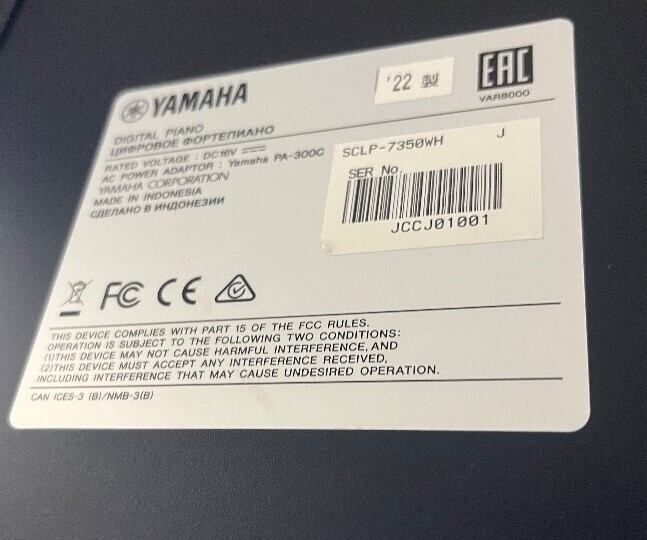 YAMAHA
'22 製
EAC
VAR8000
DIGITAL PIANO
ЦИФРОВОЕ ФОРТЕПИАНО
RATED VOLTAGE : DC16V
AC POWER ADAPTOR : Yamaha PA-300C
YAMAHA CORPORATION
MADE IN INDONESIA
СДЕЛАНО В ИНДОНЕЗИИ
SCLP-7350WH J
SER No.
JCCJ01001
FC CE
THIS DEVICE COMPLIES WITH PART 15 OF THE FCC RULES.
OPERATION IS SUBJECT TO THE FOLLOWING TWO CONDITIONS:
(1)THIS DEVICE MAY NOT CAUSE HARMFUL INTERFERENCE, AND
(2)THIS DEVICE MUST ACCEPT ANY INTERFERENCE RECEIVED,
INCLUDING INTERFERENCE THAT MAY CAUSE UNDESIRED OPERATION.
CAN ICES-3 (B)/NMB-3(B)